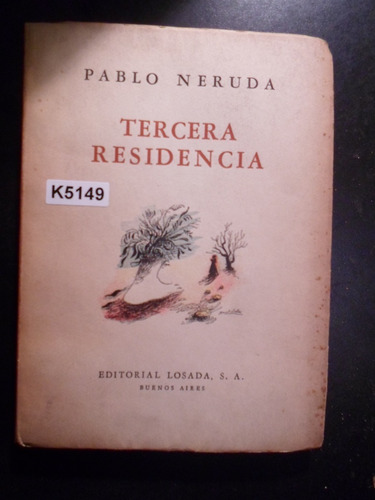 PABLO NERUDA
TERCERA
RESIDENCIA
K5149
EDITORIAL LOSADA, S. A.
BUENOS AIRES